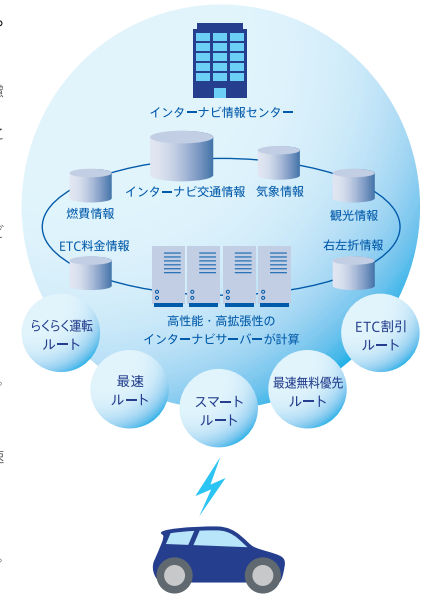 インターナビ情報センター
インターナビ交通情報
気象情報
燃費情報
観光情報
ETC料金情報
右左折情報
高性能・高拡張性の
インターナビサーバーが計算
らくらく運転
ルート
最速
ルート
スマート
ルート
最速無料優先
ルート
ETC割引
ルート